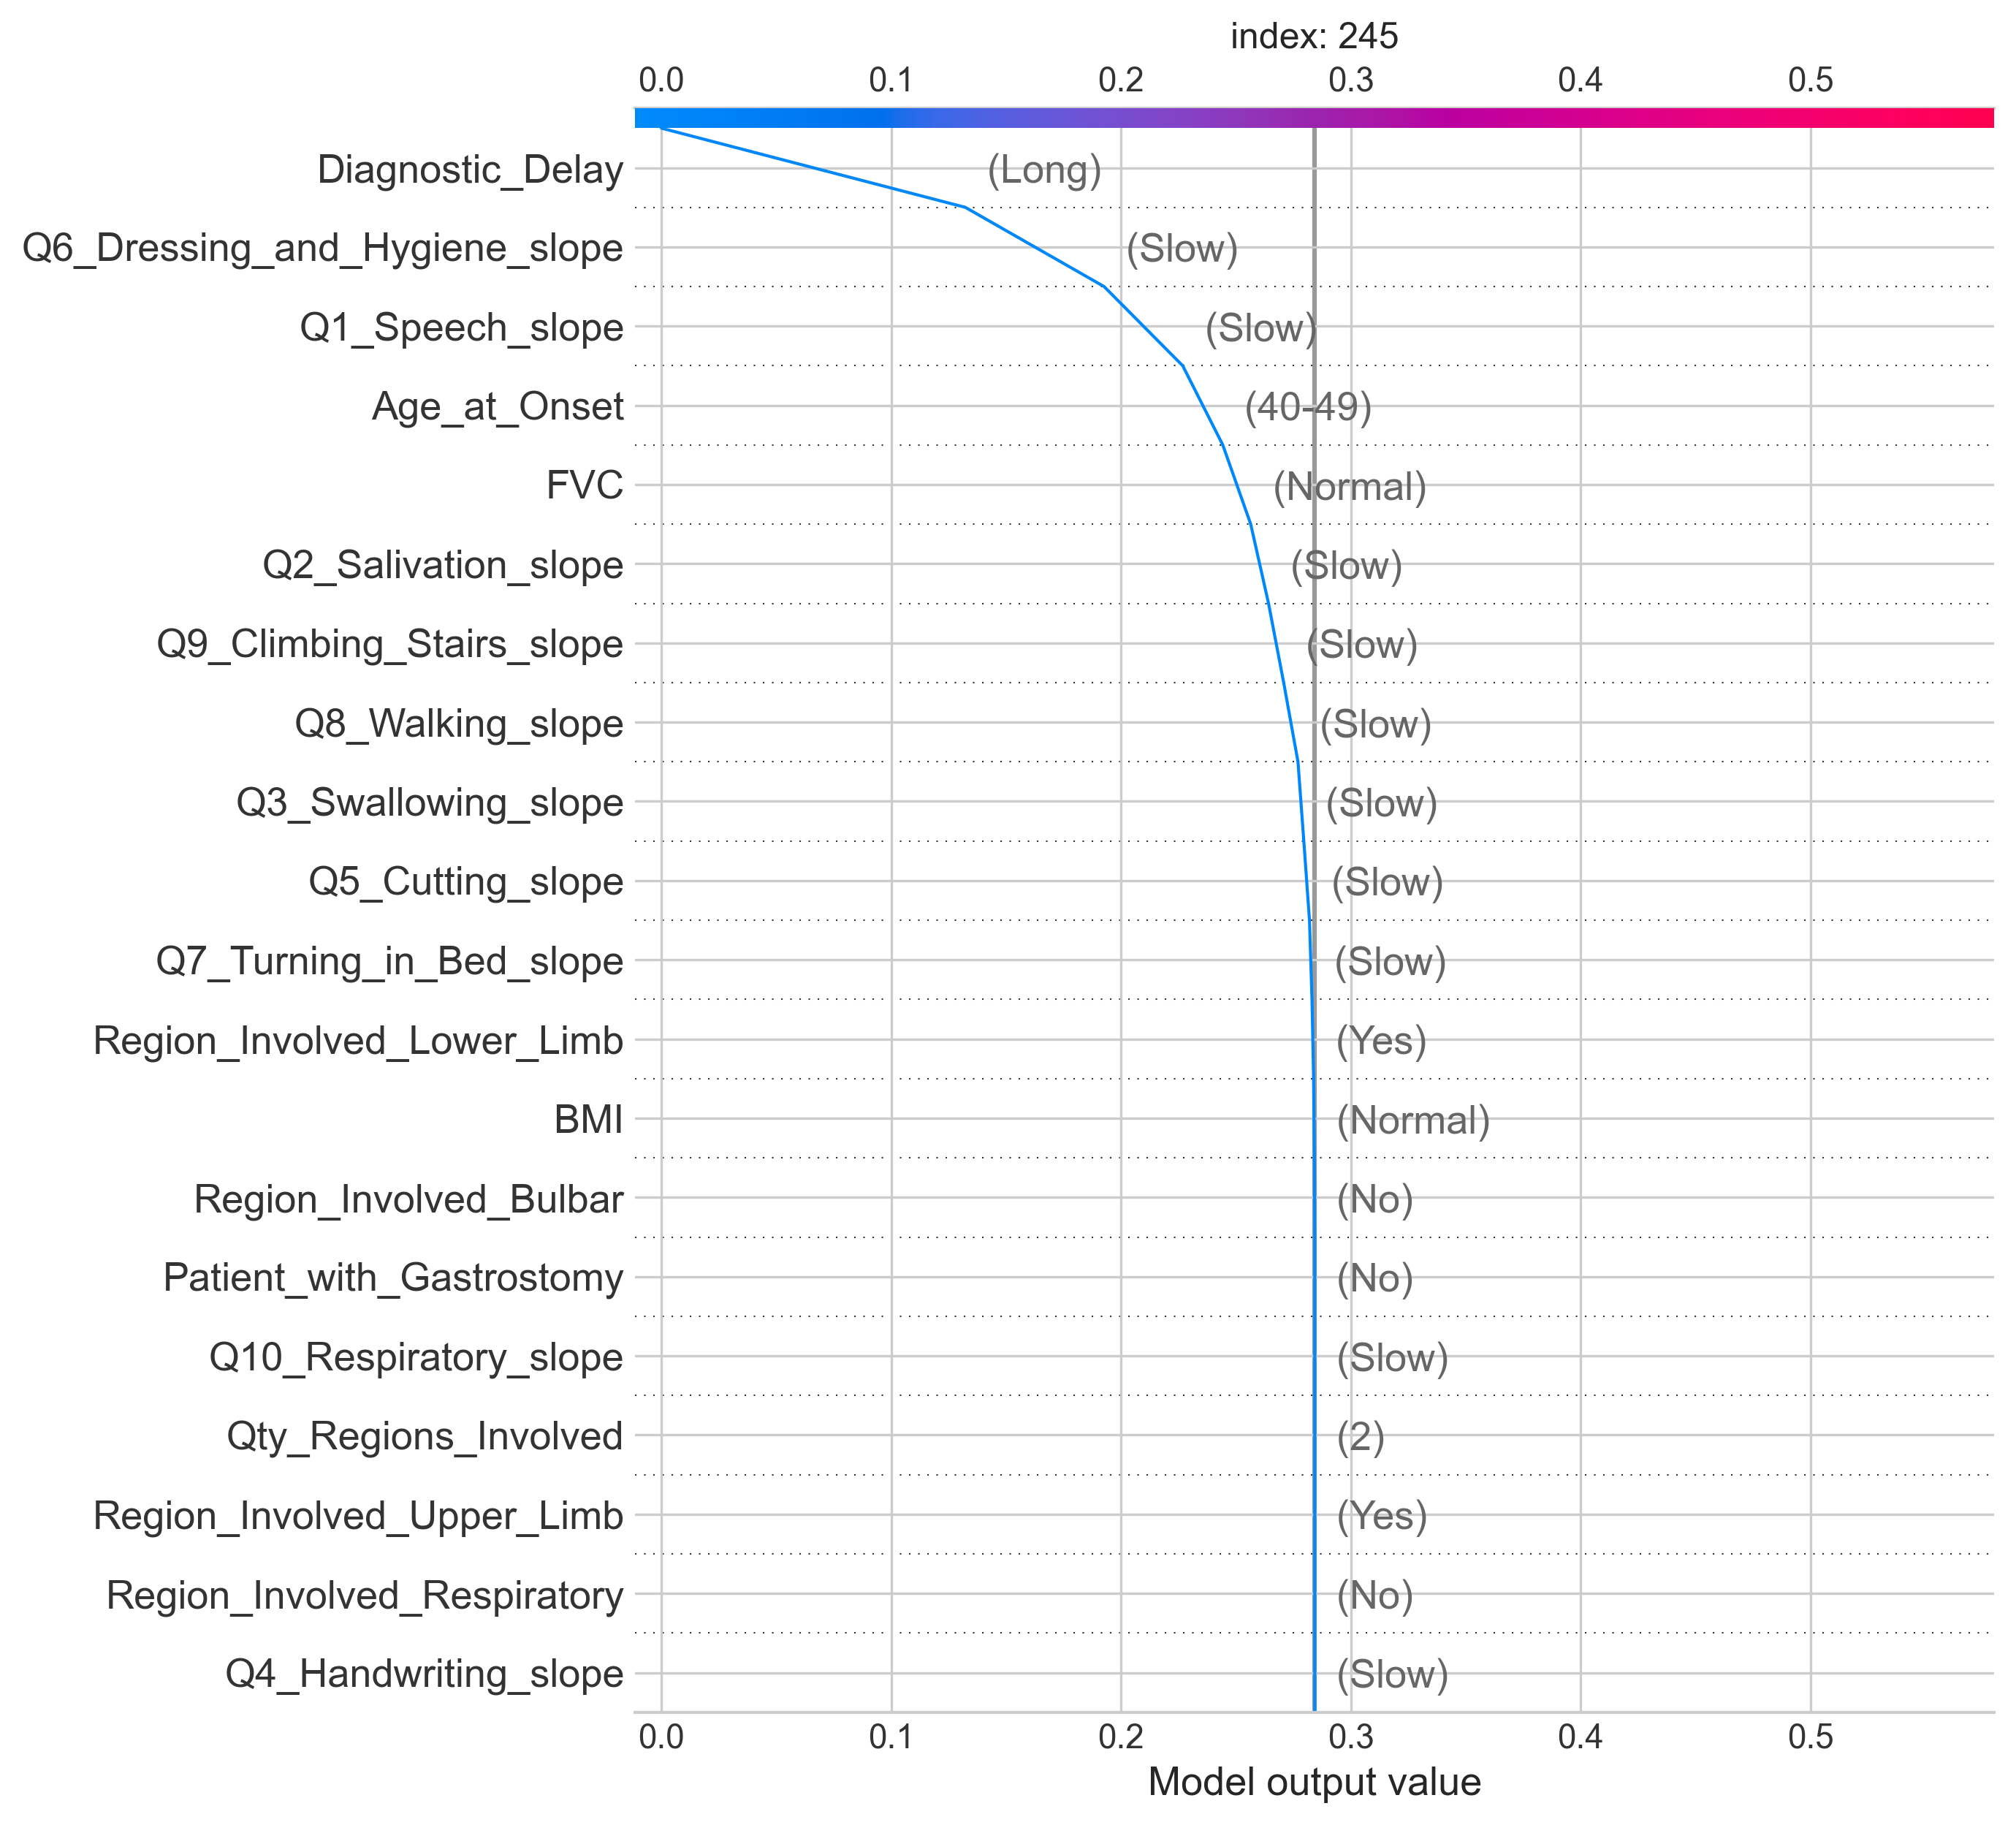 index: 245
0.0 0.1 0.2 0.3 0.4 0.5
Diagnostic_Delay (Long)
Q6_Dressing_and_Hygiene_slope (Slow)
Q1_Speech_slope (Slow)
Age_at_Onset (40-49)
FVC (Normal)
Q2_Salivation_slope (Slow)
Q9_Climbing_Stairs_slope (Slow)
Q8_Walking_slope (Slow)
Q3_Swallowing_slope (Slow)
Q5_Cutting_slope (Slow)
Q7_Turning_in_Bed_slope (Slow)
Region_Involved_Lower_Limb (Yes)
BMI (Normal)
Region_Involved_Bulbar (No)
Patient_with_Gastrostomy (No)
Q10_Respiratory_slope (Slow)
Qty_Regions_Involved (2)
Region_Involved_Upper_Limb (Yes)
Region_Involved_Respiratory (No)
Q4_Handwriting_slope (Slow)
0.0 0.1 0.2 0.3 0.4 0.5
Model output value